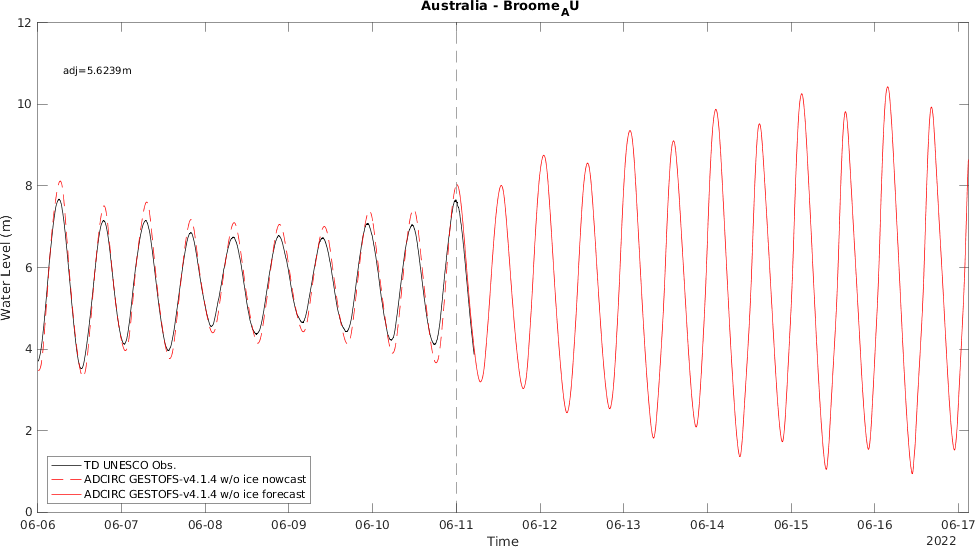 Australia - Broome_AU
12
10
8
6
4
2
0
Water Level (m)
adj=5.6239m
TD UNESCO Obs.
ADCIRC GESTOFS-v4.1.4 w/o ice nowcast
ADCIRC GESTOFS-v4.1.4 w/o ice forecast
06-06 06-07 06-08 06-09 06-10 06-11 06-12 06-13 06-14 06-15 06-16 06-17
Time
2022